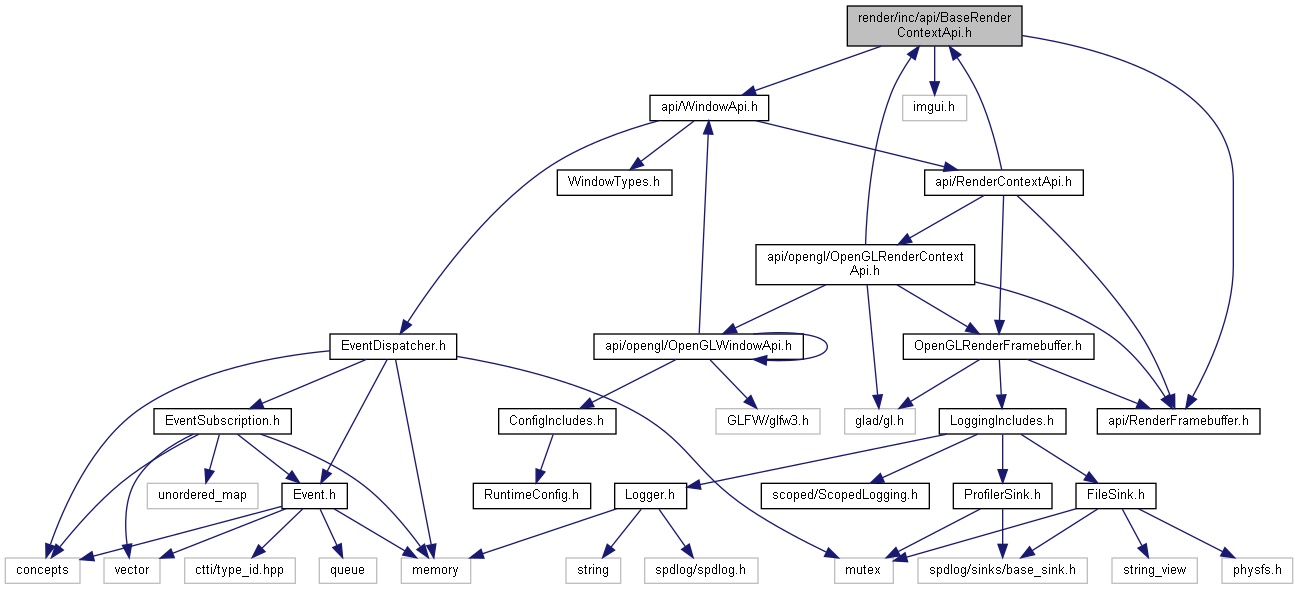 render/inc/api/BaseRender
ContextApi.h
api/WindowApi.h
imgui.h
WindowTypes.h
api/RenderContextApi.h
api/opengl/OpenGLRenderContext
Api.h
EventDispatcher.h
api/opengl/OpenGLWindowApi.h
OpenGLRenderFramebuffer.h
EventSubscription.h
ConfigIncludes.h
GLFW/glfw3.h
glad/gl.h
LoggingIncludes.h
api/RenderFramebuffer.h
unordered_map
Event.h
RuntimeConfig.h
Logger.h
scoped/ScopedLogging.h
ProfilerSink.h
FileSink.h
concepts
vector
ctti/type_id.hpp
queue
memory
string
spdlog/spdlog.h
mutex
spdlog/sinks/base_sink.h
string_view
physfs.h